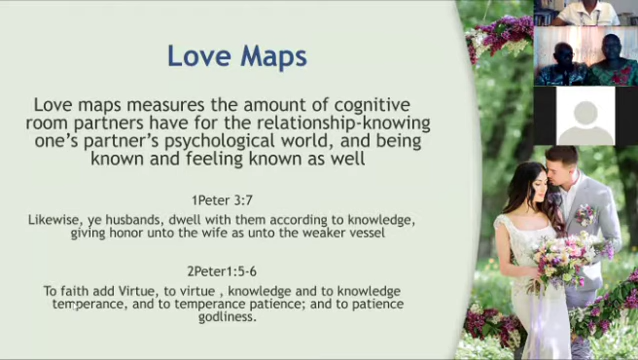 Love Maps
Love maps measures the amount of cognitive
room partners have for the relationship-knowing
one's partner's psychological world, and being
known and feeling known as well
1Peter 3:7
Likewise, ye husbands, dwell with them according to knowledge,
giving honor unto the wife as unto the weaker vessel
2Peter1:5-6
To faith add Virtue, to virtue , knowledge and to knowledge
temperance, and to temperance patience; and to patience
godliness.